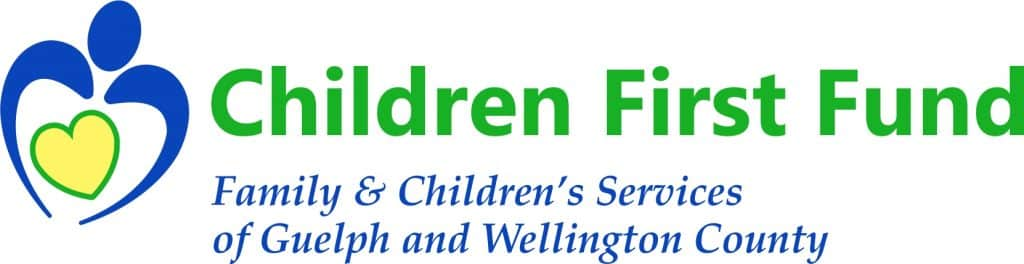 Children First Fund
Family & Children’s Services
of Guelph and Wellington County